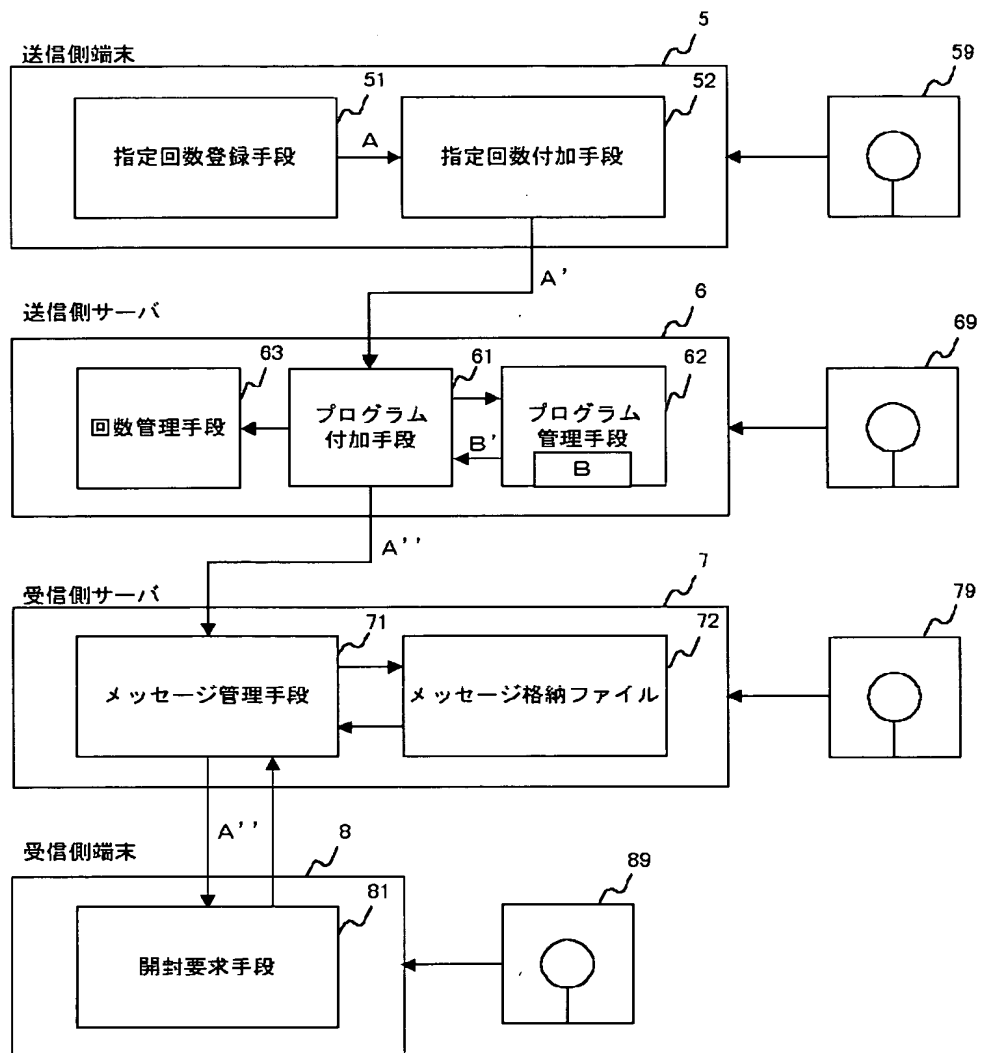 5
送信側端末
59
51
52
指定回数登録手段
A
指定回数付加手段
A'
送信側サーバ
6
69
63
61
62
回数管理手段
プログラム
付加手段
プログラム
管理手段
B'
B
A''
受信側サーバ
7
79
71
72
メッセージ管理手段
メッセージ格納ファイル
A''
受信側端末
8
89
81
開封要求手段